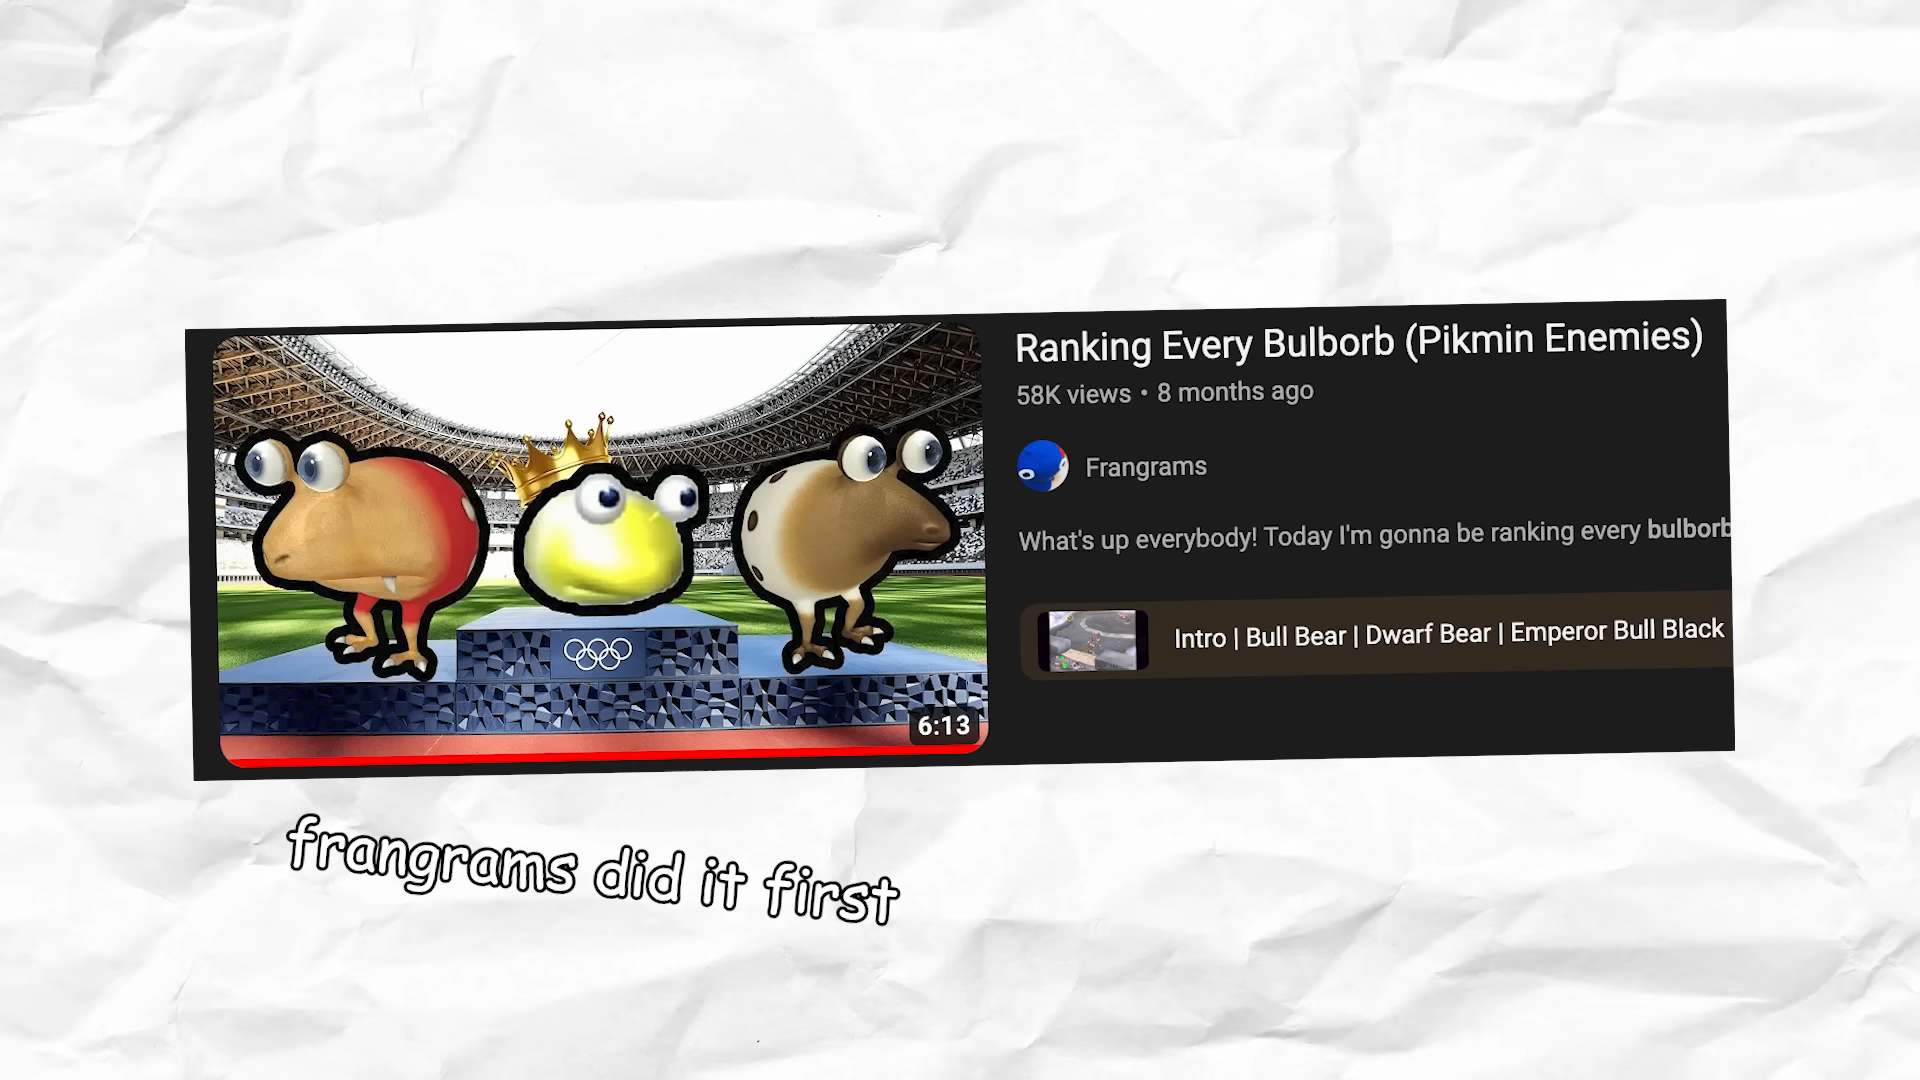 Ranking Every Bulborb (Pikmin Enemies)
58K views • 8 months ago
Frangrams
What's up everybody! Today I'm gonna be ranking every bulborb
Intro | Bull Bear | Dwarf Bear | Emperor Bull Black
6:13
frangrams did it first